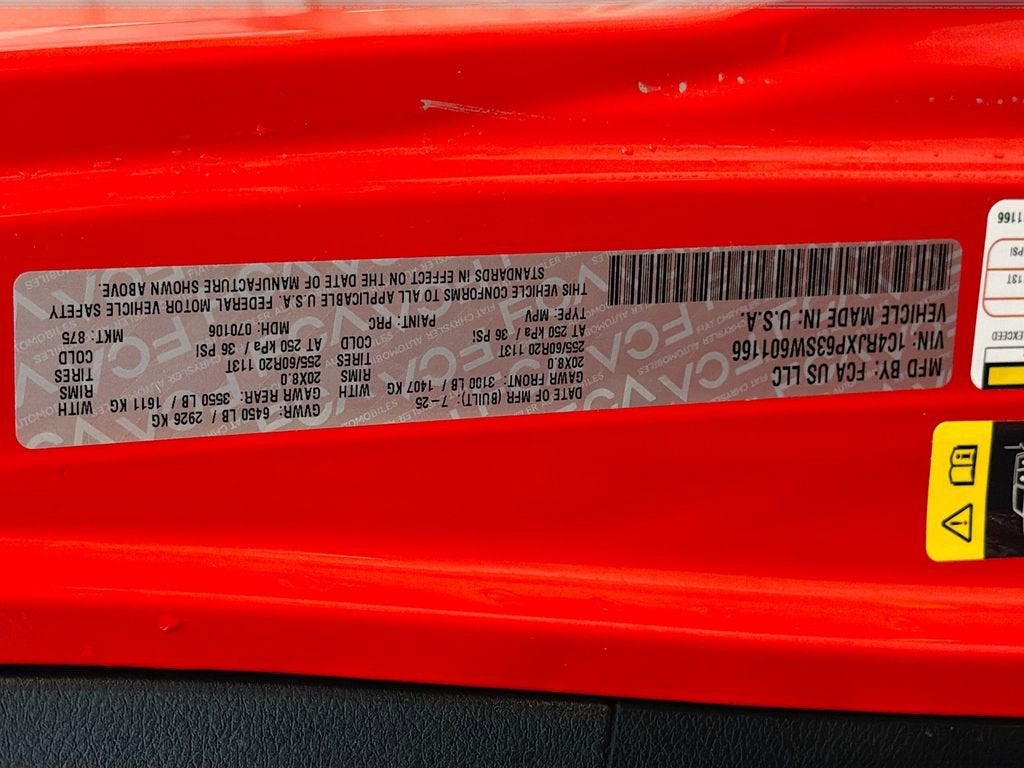 MFD BY: FCA US LLC
VIN: 1C4RJXP63SW601166
VEHICLE MADE IN: U.S.A.
DATE OF MFR (BUILT): 7-25
GAWR FRONT: 3100 LB / 1407 KG
WITH
20X8.0
RIMS
255/60R20 113T
TIRES
AT 250 kPa / 36 PSI
COLD
TYPE: MPV
PAINT: PRC
GVWR: 6450 LB / 2926 KG
GAWR REAR: 3550 LB / 1611 KG
WITH
20X8.0
RIMS
255/60R20 113T
TIRES
AT 250 kPa / 36 PSI
COLD
MDH: 070106
MKT: 875
THIS VEHICLE CONFORMS TO ALL APPLICABLE U.S.A. FEDERAL MOTOR VEHICLE SAFETY
STANDARDS IN EFFECT ON THE DATE OF MANUFACTURE SHOWN ABOVE.
EXCEED
13T
PSI
1166